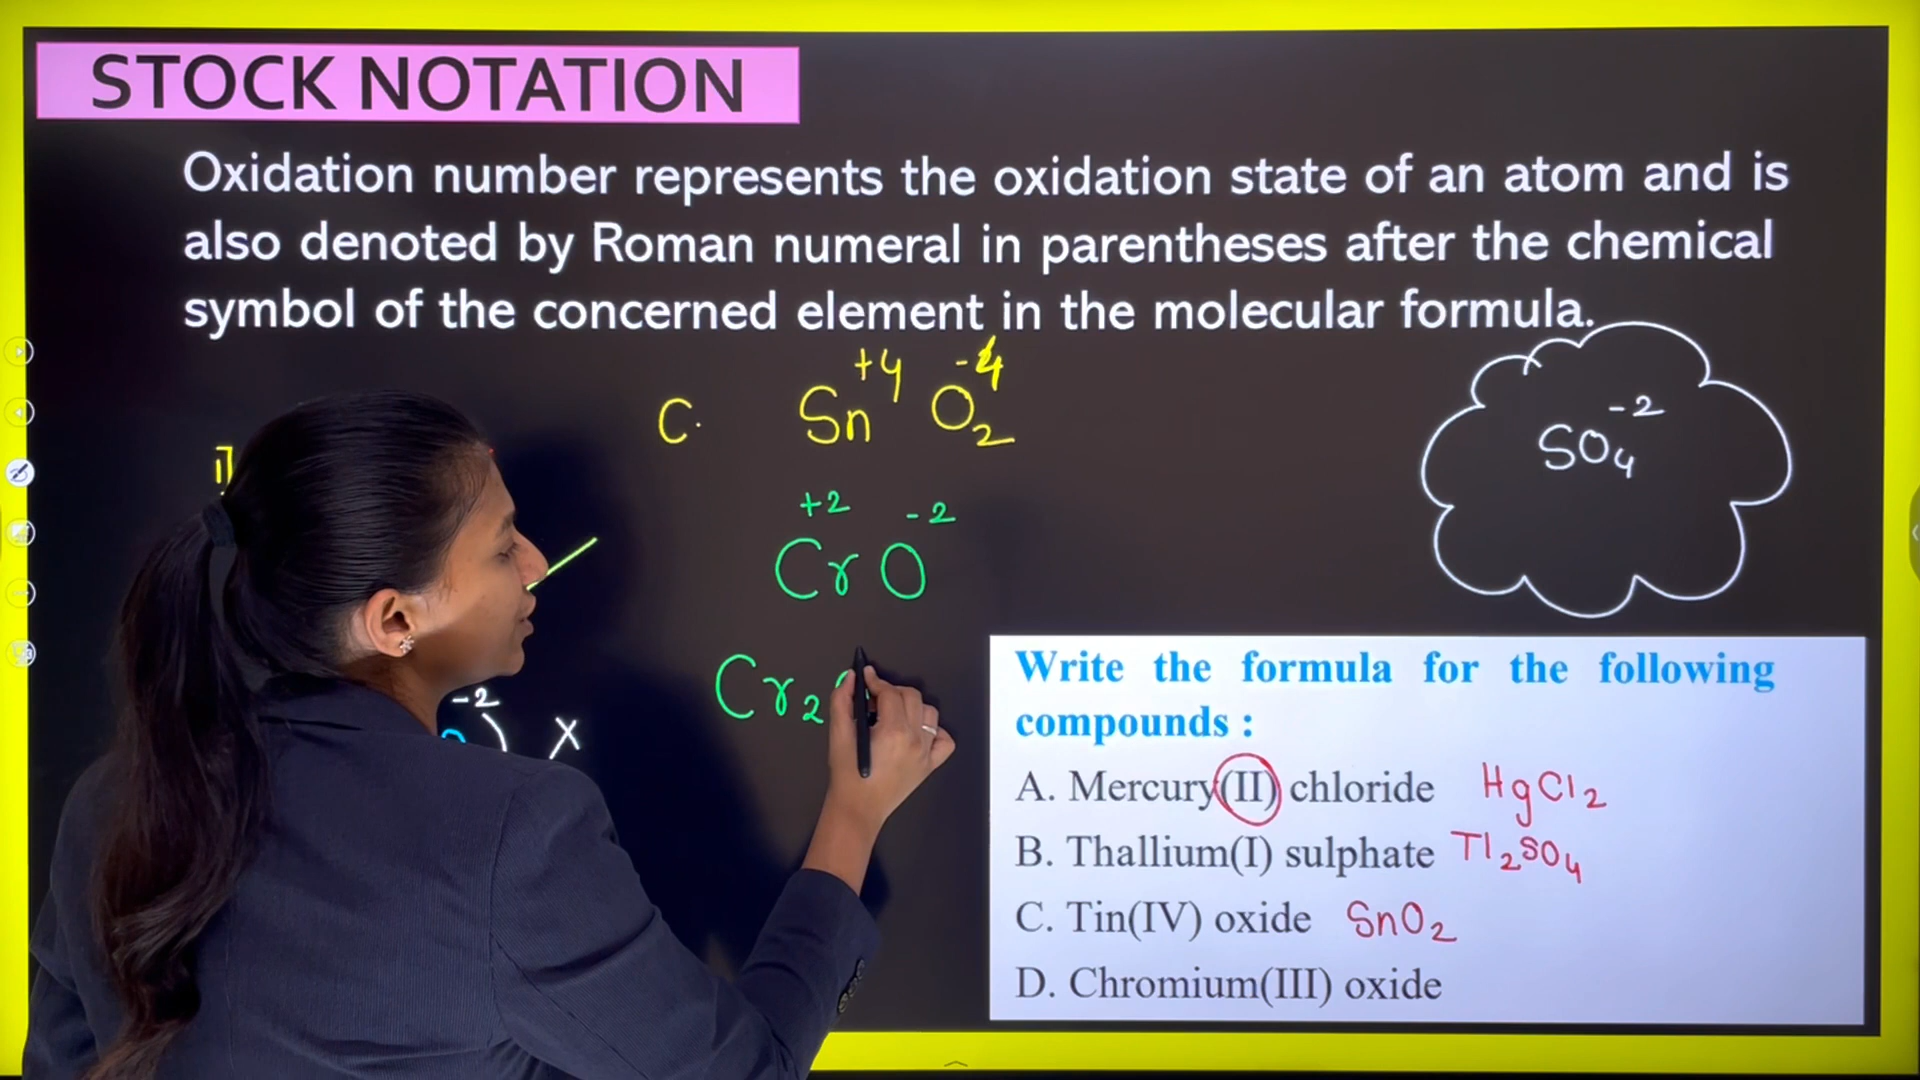 STOCK NOTATION
Oxidation number represents the oxidation state of an atom and is
also denoted by Roman numeral in parentheses after the chemical
symbol of the concerned element in the molecular formula.
C. Sn+4 O2-4
SO4-2
+2 -2
Cr O
Cr2
-2
) X
Write the formula for the following
compounds :
A. Mercury(II) chloride HgCl2
B. Thallium(I) sulphate Tl2SO4
C. Tin(IV) oxide SnO2
D. Chromium(III) oxide